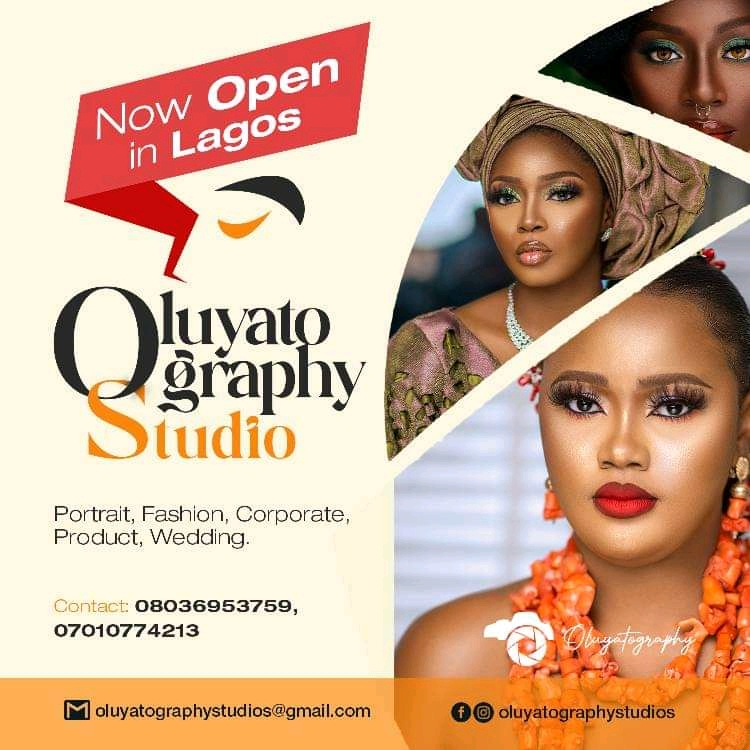 Now Open
in Lagos
Oluyato
graphy
Studio
Portrait, Fashion, Corporate,
Product, Wedding.
Contact: 08036953759,
07010774213
Oluyatography
oluyatographystudios@gmail.com
oluyatographystudios